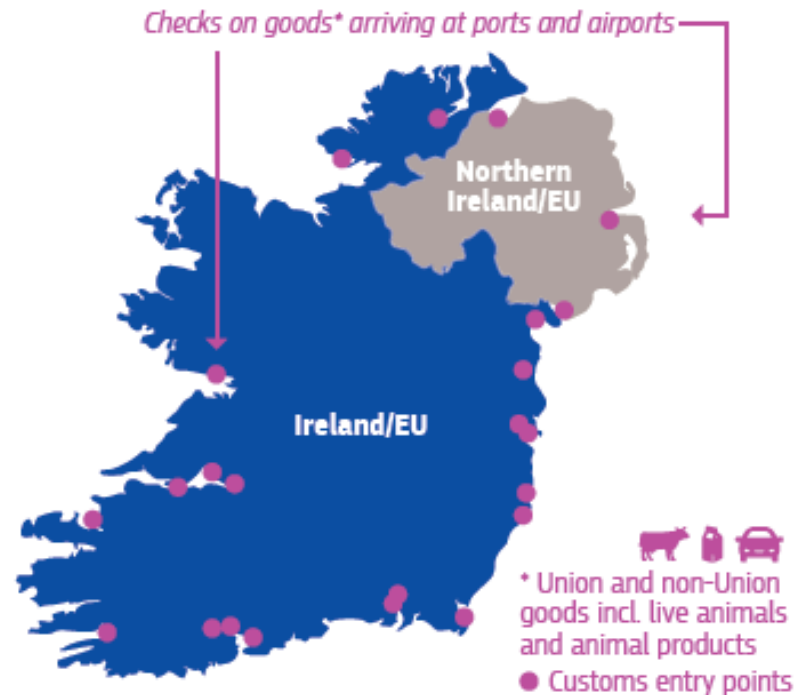 Checks on goods* arriving at ports and airports
Northern
Ireland/EU
Ireland/EU
* Union and non-Union
goods incl. live animals
and animal products
Customs entry points